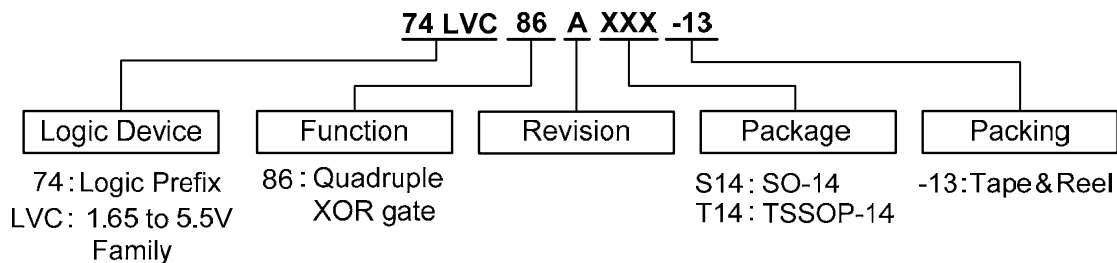 74 LVC 86 A XXX -13
Logic Device
Function
Revision
Package
Packing
74 : Logic Prefix
LVC : 1.65 to 5.5V
Family
86 : Quadruple
XOR gate
S14 : SO-14
T14 : TSSOP-14
-13 : Tape & Reel